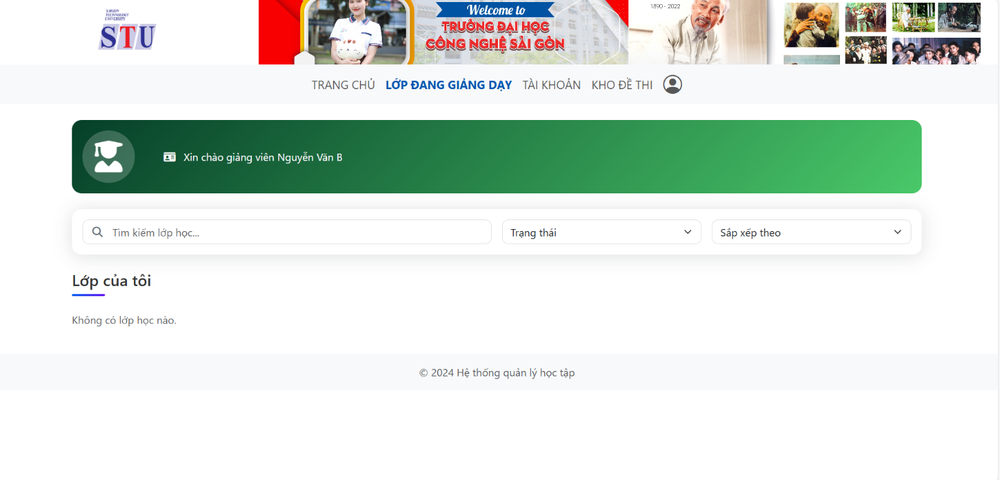 SAIGON
TECHNOLOGY
UNIVERSITY
STU
Welcome to
TRƯỜNG ĐẠI HỌC
CÔNG NGHỆ SÀI GÒN
1890 - 2022
TRANG CHỦ LỚP ĐANG GIẢNG DẠY TÀI KHOẢN KHO ĐỀ THI
Xin chào giảng viên Nguyễn Văn B
Tìm kiếm lớp học... Trạng thái Sắp xếp theo
Lớp của tôi
Không có lớp học nào.
© 2024 Hệ thống quản lý học tập